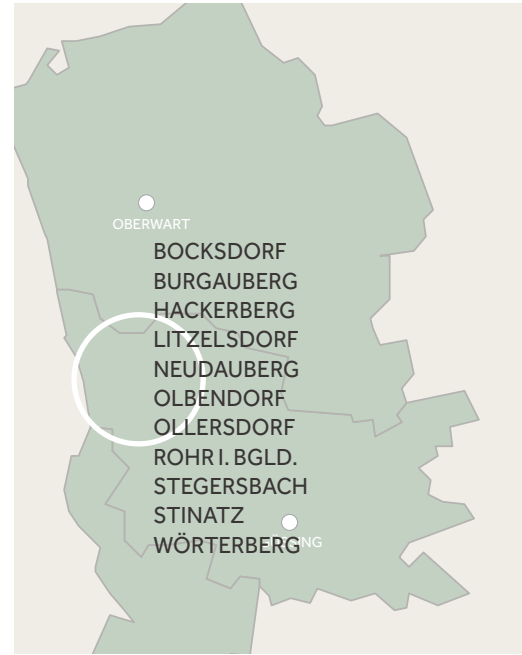 OBERWART
BOCKSDORF
BURGAUBERG
HACKERBERG
LITZELSDORF
NEUDAUBERG
OLBENDORF
OLLERSDORF
ROHR I. BGLD.
STEGERSBACH
STINATZ
WÖRTERBERG